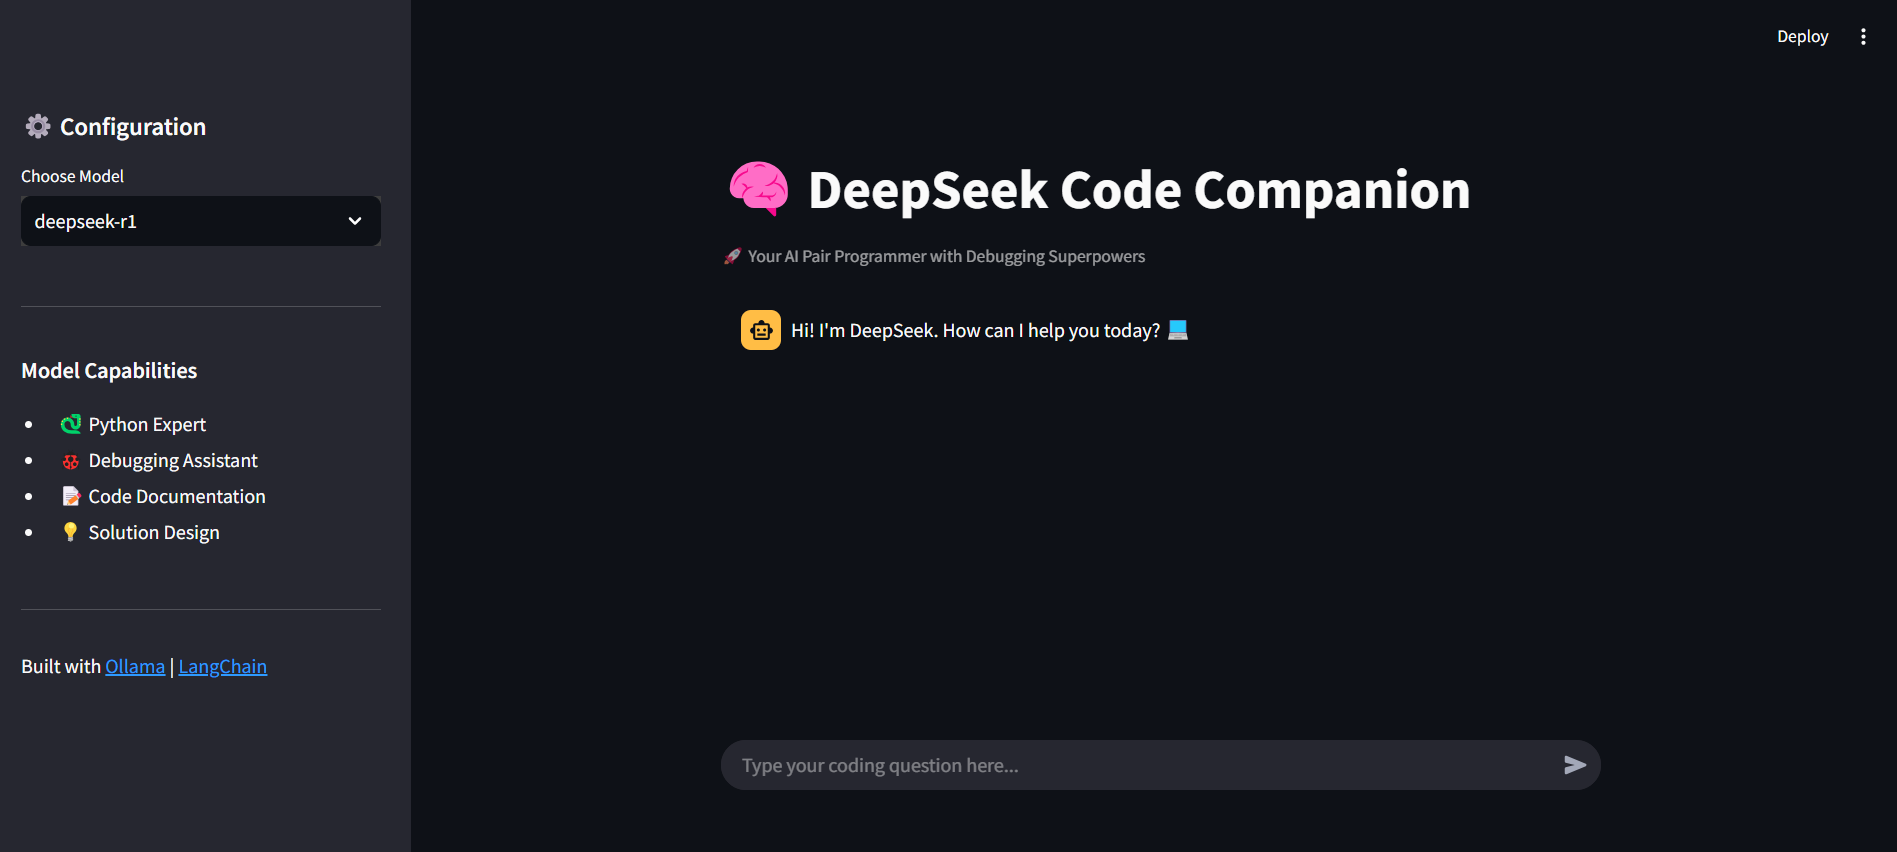 Deploy
Configuration
Choose Model
deepseek-r1
Model Capabilities
Python Expert
Debugging Assistant
Code Documentation
Solution Design
Built with Ollama | LangChain
DeepSeek Code Companion
Your AI Pair Programmer with Debugging Superpowers
Hi! I'm DeepSeek. How can I help you today?
Type your coding question here...